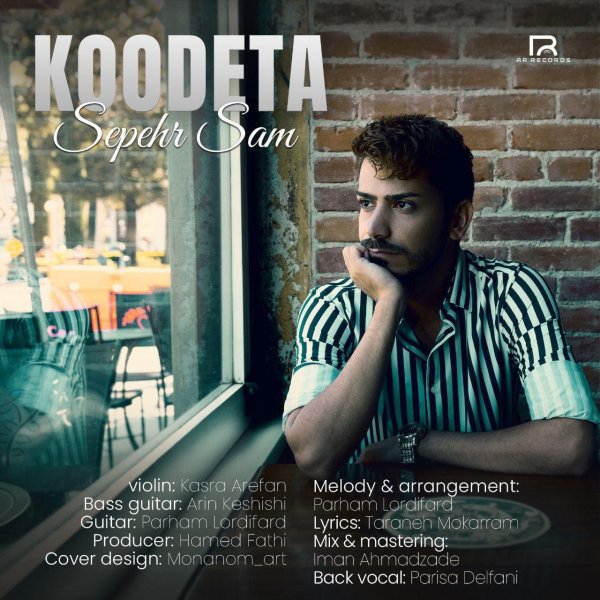 KOODETA
Sepehr Sam
AR RECORDS
violin: Kasra Arefan
Bass guitar: Arin Keshishi
Guitar: Parham Lordifard
Producer: Hamed Fathi
Cover design: Monanom_art
Melody & arrangement:
Parham Lordifard
Lyrics: Taraneh Mokarram
Mix & mastering:
Iman Ahmadzade
Back vocal: Parisa Delfani